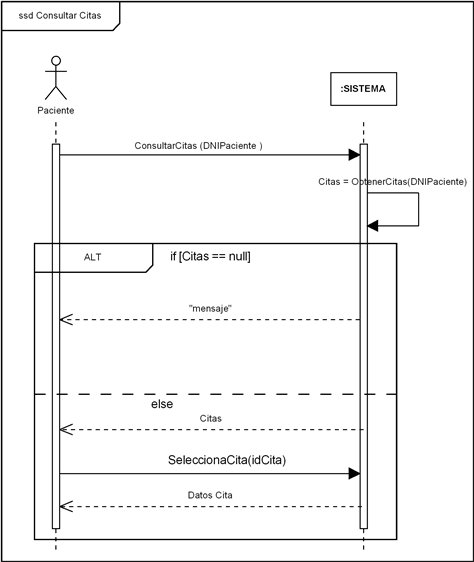 ssd Consultar Citas
Paciente
:SISTEMA
ConsultarCitas (DNIPaciente )
Citas = ObtenerCitas(DNIPaciente)
ALT
if [Citas == null]
"mensaje"
else
Citas
SeleccionaCita(idCita)
Datos Cita